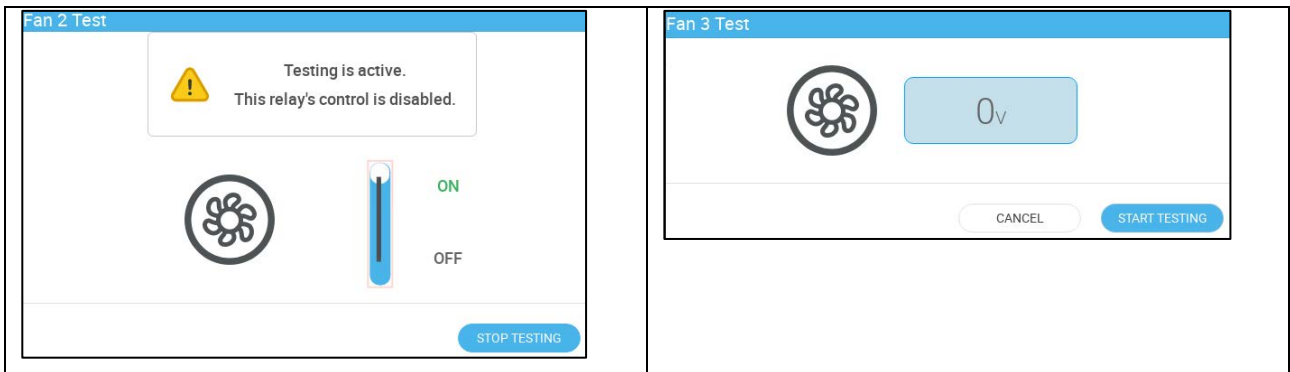 Fan 2 Test
Testing is active.
This relay's control is disabled.
ON
OFF
STOP TESTING
Fan 3 Test
0V
CANCEL
START TESTING